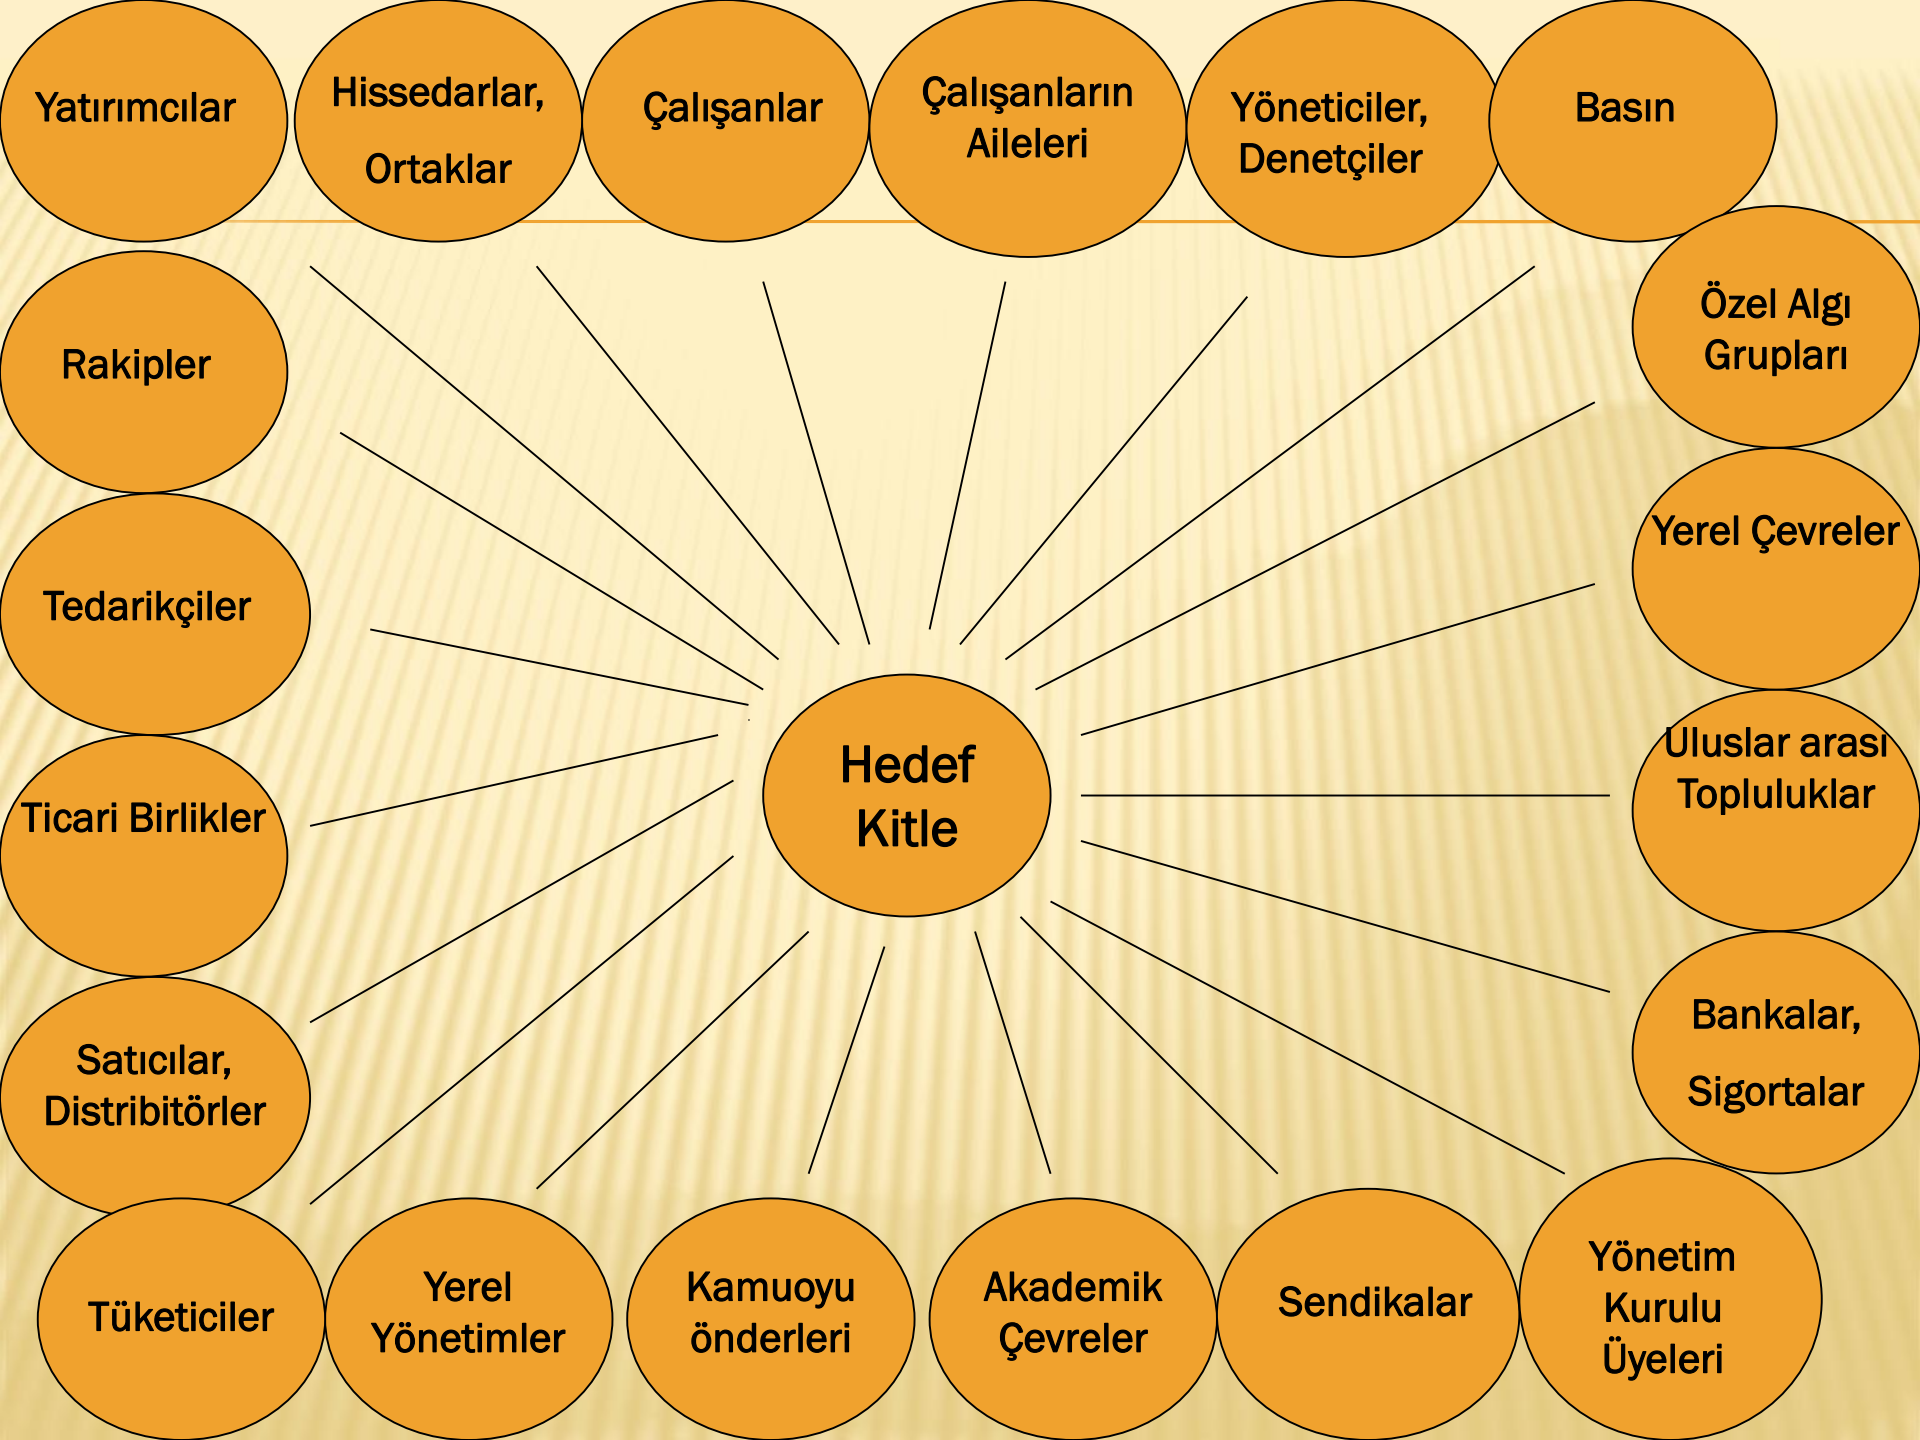 Yatırımcılar
Hissedarlar,
Ortaklar
Çalışanlar
Çalışanların
Aileleri
Yöneticiler,
Denetçiler
Basın
Özel Algı
Grupları
Rakipler
Yerel Çevreler
Tedarikçiler
Uluslar arası
Topluluklar
Hedef
Kitle
Ticari Birlikler
Bankalar,
Sigortalar
Satıcılar,
Distribitörler
Tüketiciler
Yerel
Yönetimler
Kamuoyu
önderleri
Akademik
Çevreler
Sendikalar
Yönetim
Kurulu
Üyeleri